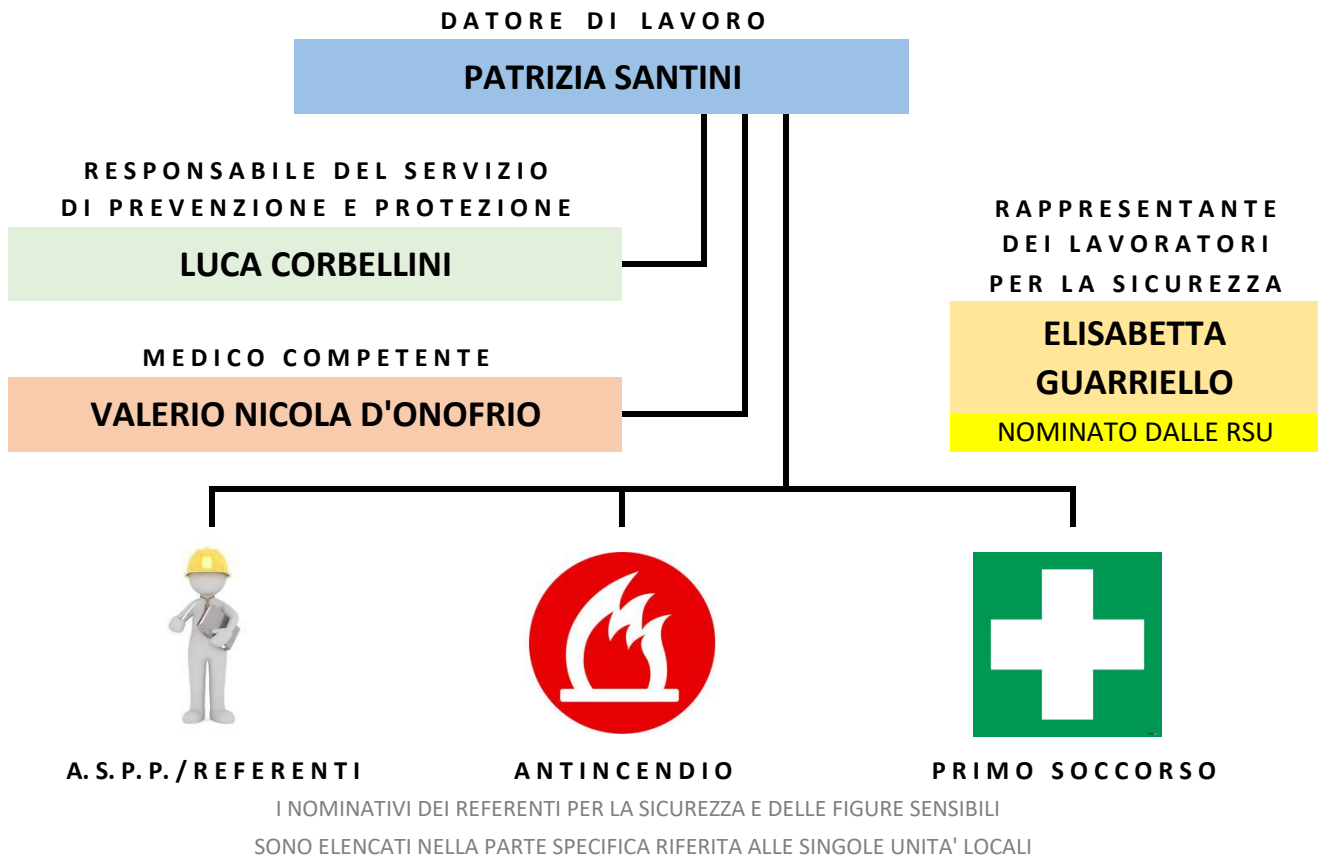 DATORE DI LAVORO
PATRIZIA SANTINI
RESPONSABILE DEL SERVIZIO
DI PREVENZIONE E PROTEZIONE
LUCA CORBELLINI
MEDICO COMPETENTE
VALERIO NICOLA D'ONOFRIO
RAPPRESENTANTE
DEI LAVORATORI
PER LA SICUREZZA
ELISABETTA
GUARRIELLO
NOMINATO DALLE RSU
A.S.P.P./REFERENTI
ANTINCENDIO
PRIMO SOCCORSO
I NOMINATIVI DEI REFERENTI PER LA SICUREZZA E DELLE FIGURE SENSIBILI
SONO ELENCATI NELLA PARTE SPECIFICA RIFERITA ALLE SINGOLE UNITA' LOCALI